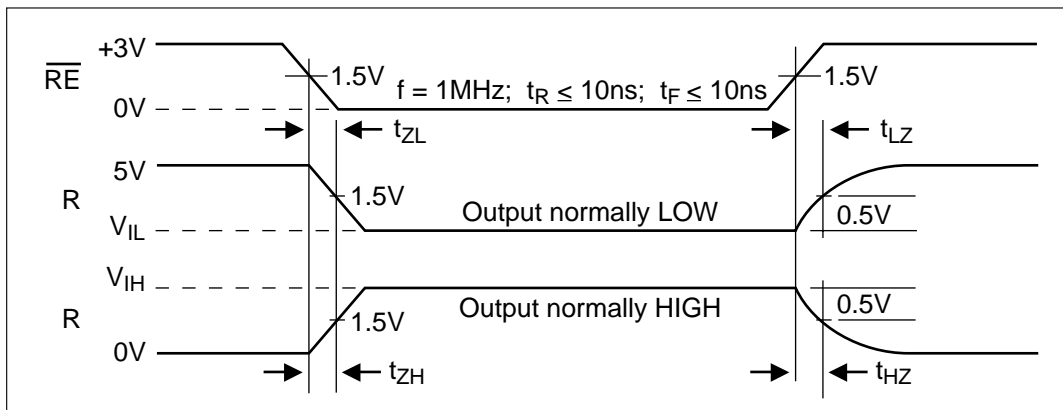 +3V
RE
1.5V
1.5V
f = 1MHz; tR ≤ 10ns; tF ≤ 10ns
0V
tZL
tLZ
5V
R
1.5V
Output normally LOW
0.5V
VIL
VIH
R
Output normally HIGH
0.5V
1.5V
0V
tZH
tHZ